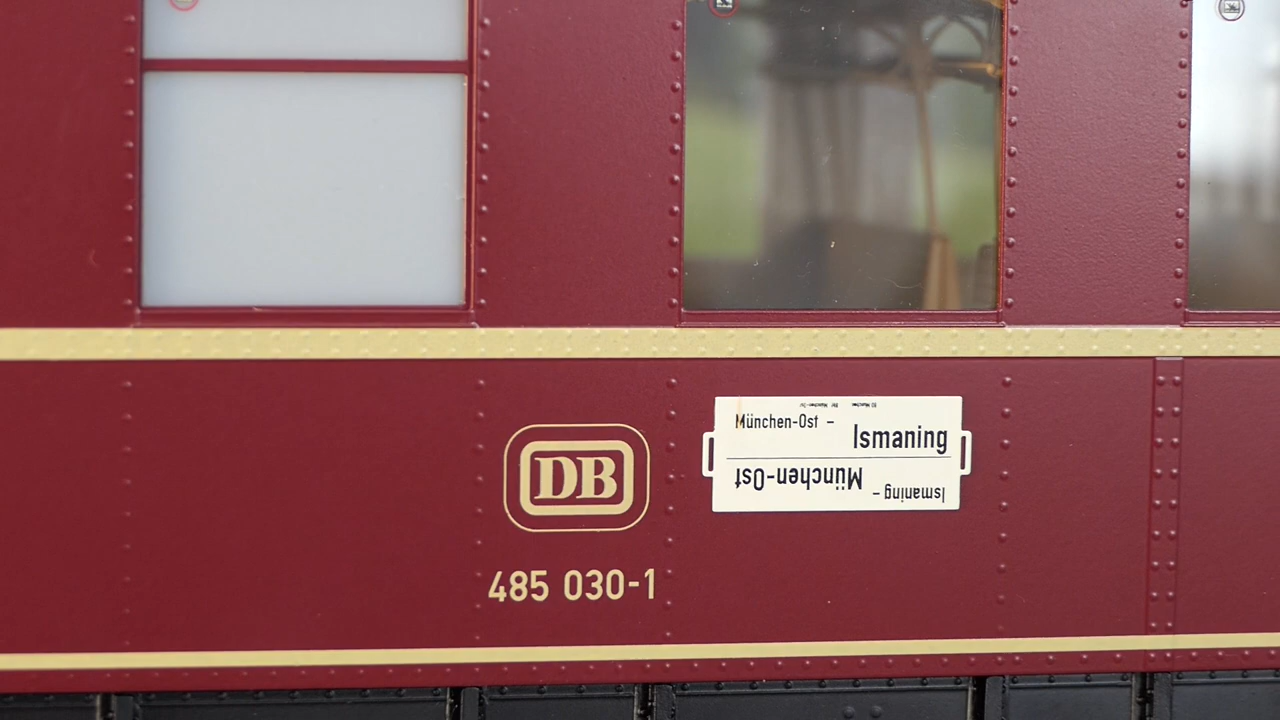 München-Ost -
Ismaning
Ismaning -
München-Ost
DB
485 030-1